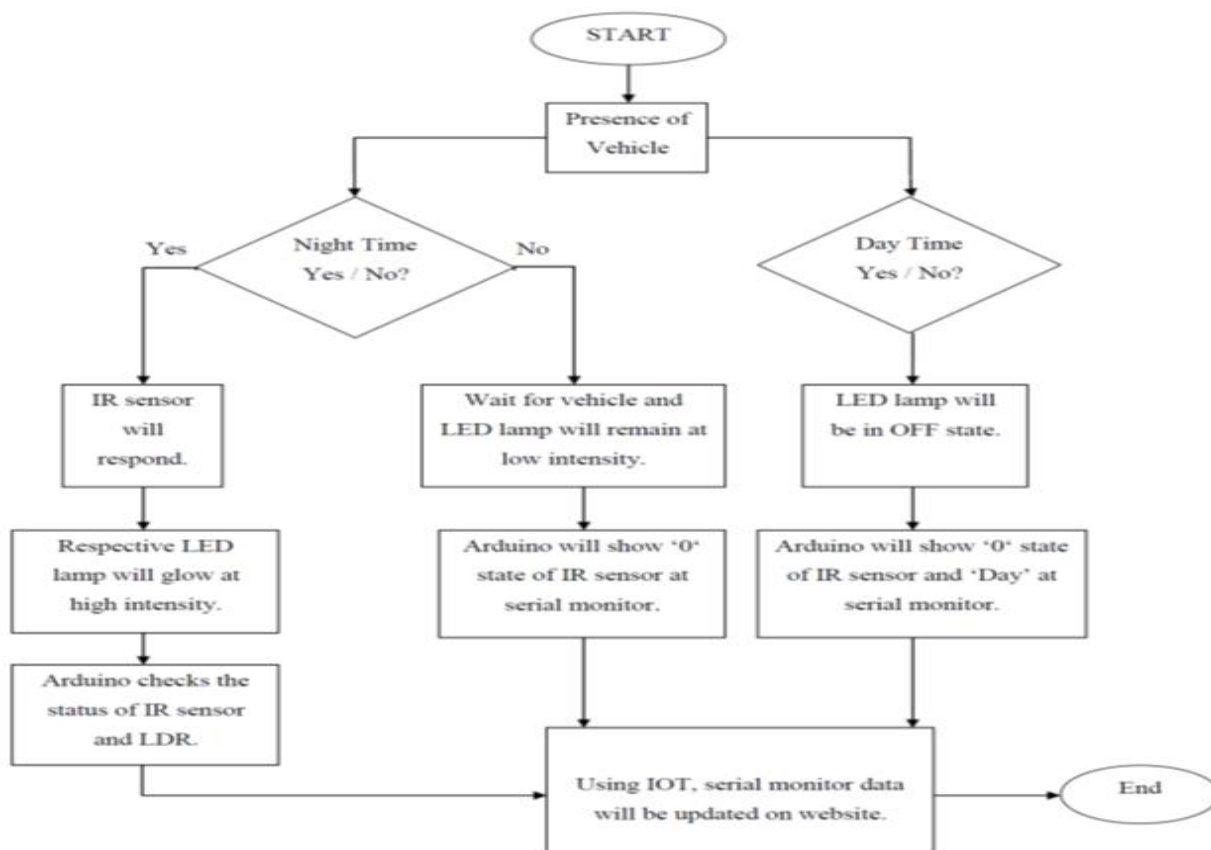 START
Presence of
Vehicle
Yes
Night Time
Yes / No?
No
Day Time
Yes / No?
IR sensor
will
respond.
Wait for vehicle and
LED lamp will remain at
low intensity.
LED lamp will
be in OFF state.
Respective LED
lamp will glow at
high intensity.
Arduino will show ‘0‘
state of IR sensor at
serial monitor.
Arduino will show ‘0‘ state
of IR sensor and ‘Day’ at
serial monitor.
Arduino checks the
status of IR sensor
and LDR.
Using IOT, serial monitor data
will be updated on website.
End